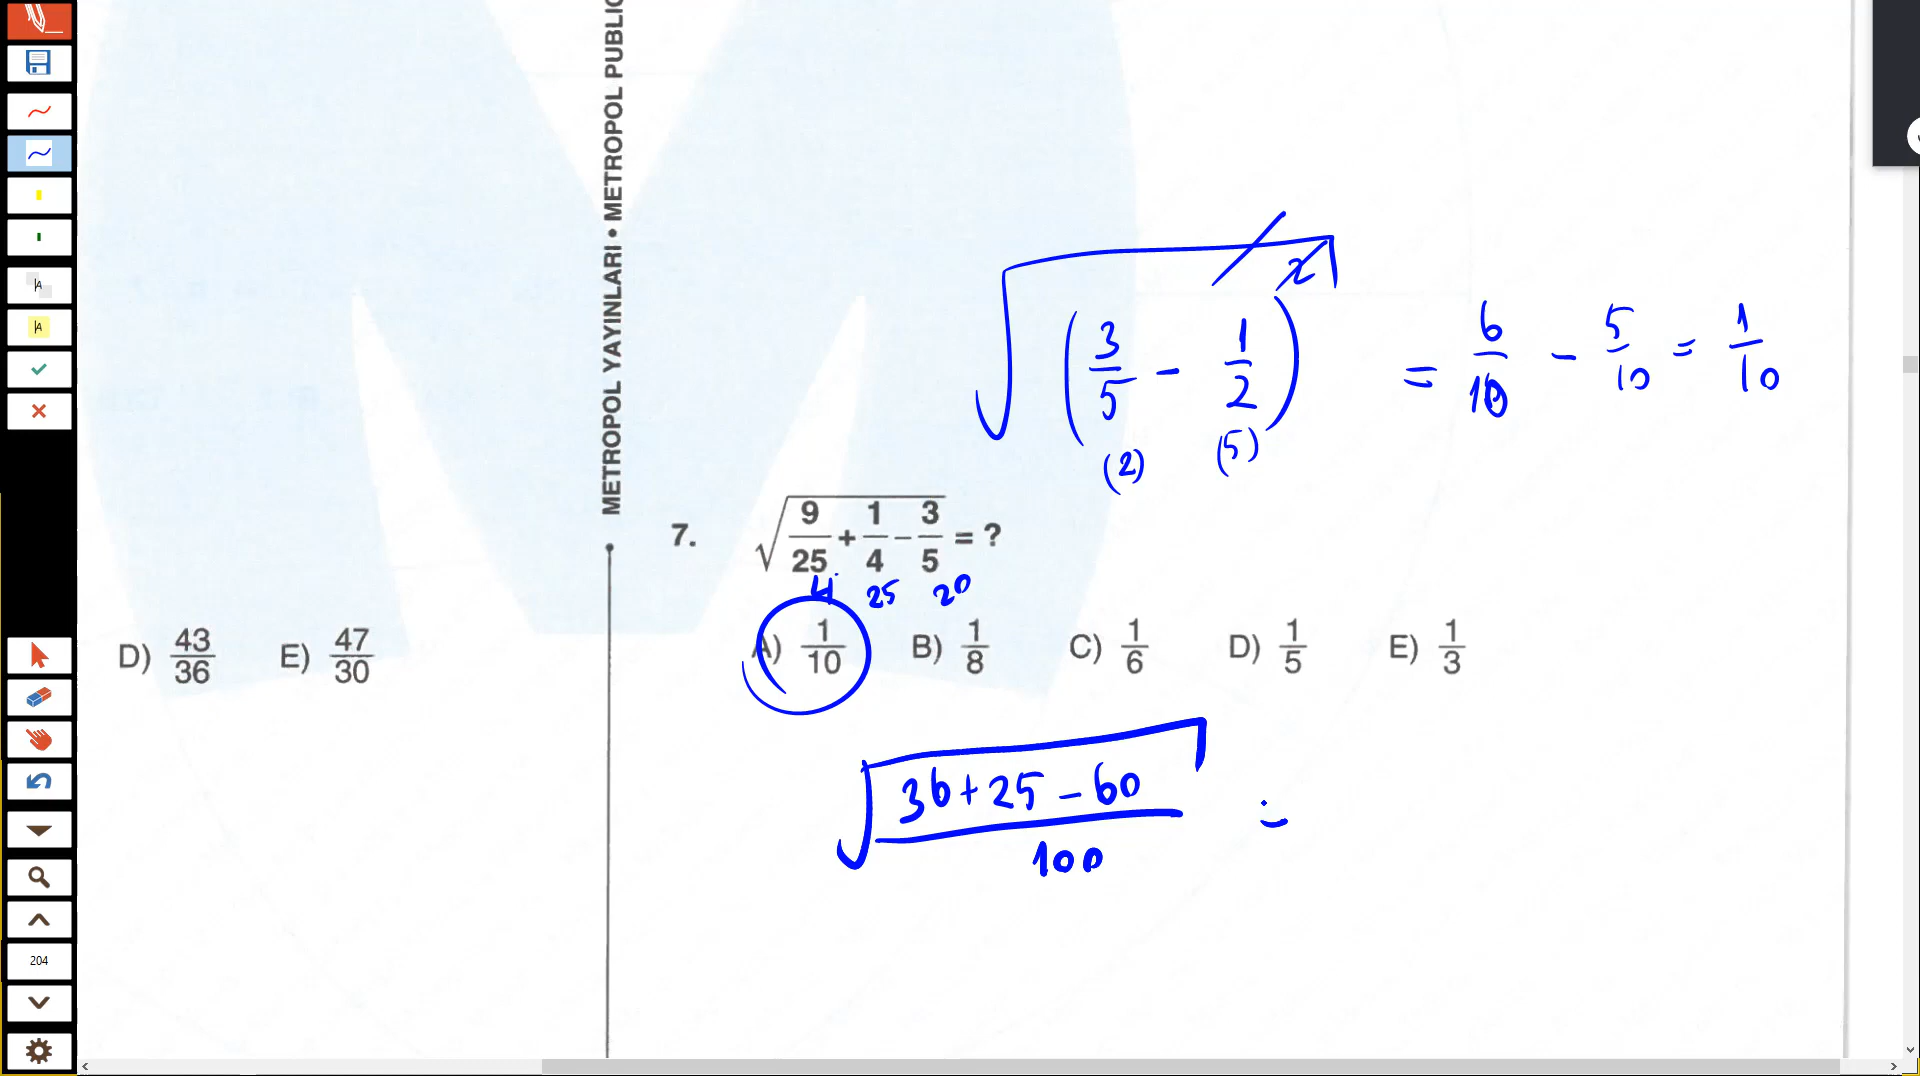 METROPOL YAYINLARI • METROPOL PUBLIC
√((3/5 - 1/2)^2) = 6/10 - 5/10 = 1/10
(2) (5)
7. √(9/25 + 1/4 - 3/5) = ?
4 25 20
D) 43/36 E) 47/30
A) 1/10 B) 1/8 C) 1/6 D) 1/5 E) 1/3
√((36+25-60)/100) =
204